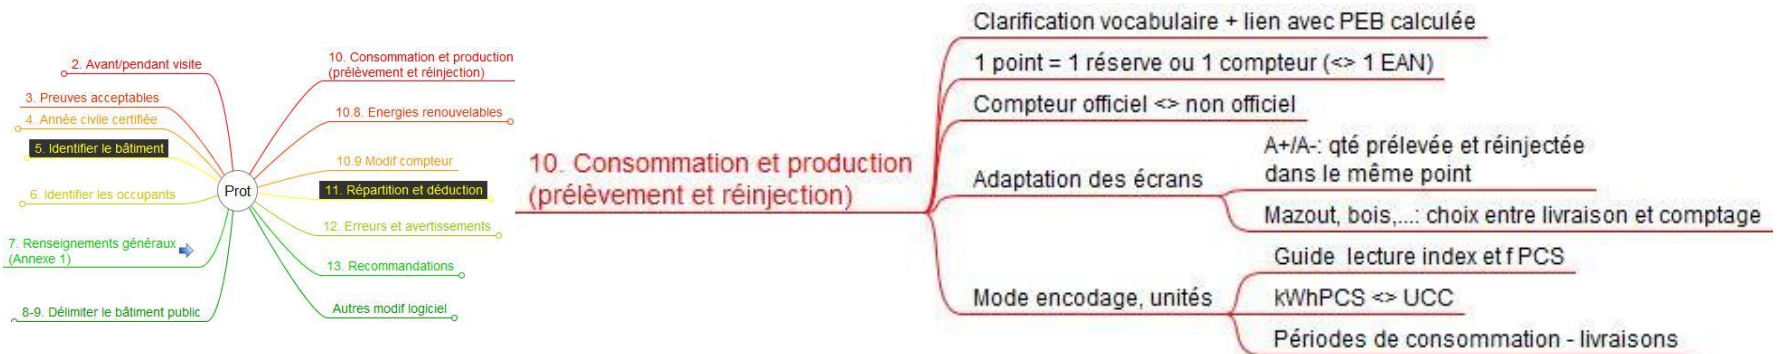 2. Avant/pendant visite
3. Preuves acceptables
4. Année civile certifiée
5. Identifier le bâtiment
6. Identifier les occupants
7. Renseignements généraux
(Annexe 1)
8-9. Délimiter le bâtiment public
Prot
10. Consommation et production
(prélèvement et réinjection)
10.8. Energies renouvelables
10.9 Modif compteur
11. Répartition et déduction
12. Erreurs et avertissements
13. Recommandations
Autres modif logiciel
10. Consommation et production
(prélèvement et réinjection)
Clarification vocabulaire + lien avec PEB calculée
1 point = 1 réserve ou 1 compteur (<> 1 EAN)
Compteur officiel <> non officiel
Adaptation des écrans
A+/A-: qté prélevée et réinjectée
dans le même point
Mazout, bois,...: choix entre livraison et comptage
Mode encodage, unités
Guide lecture index et f PCS
kWhPCS <> UCC
Périodes de consommation - livraisons